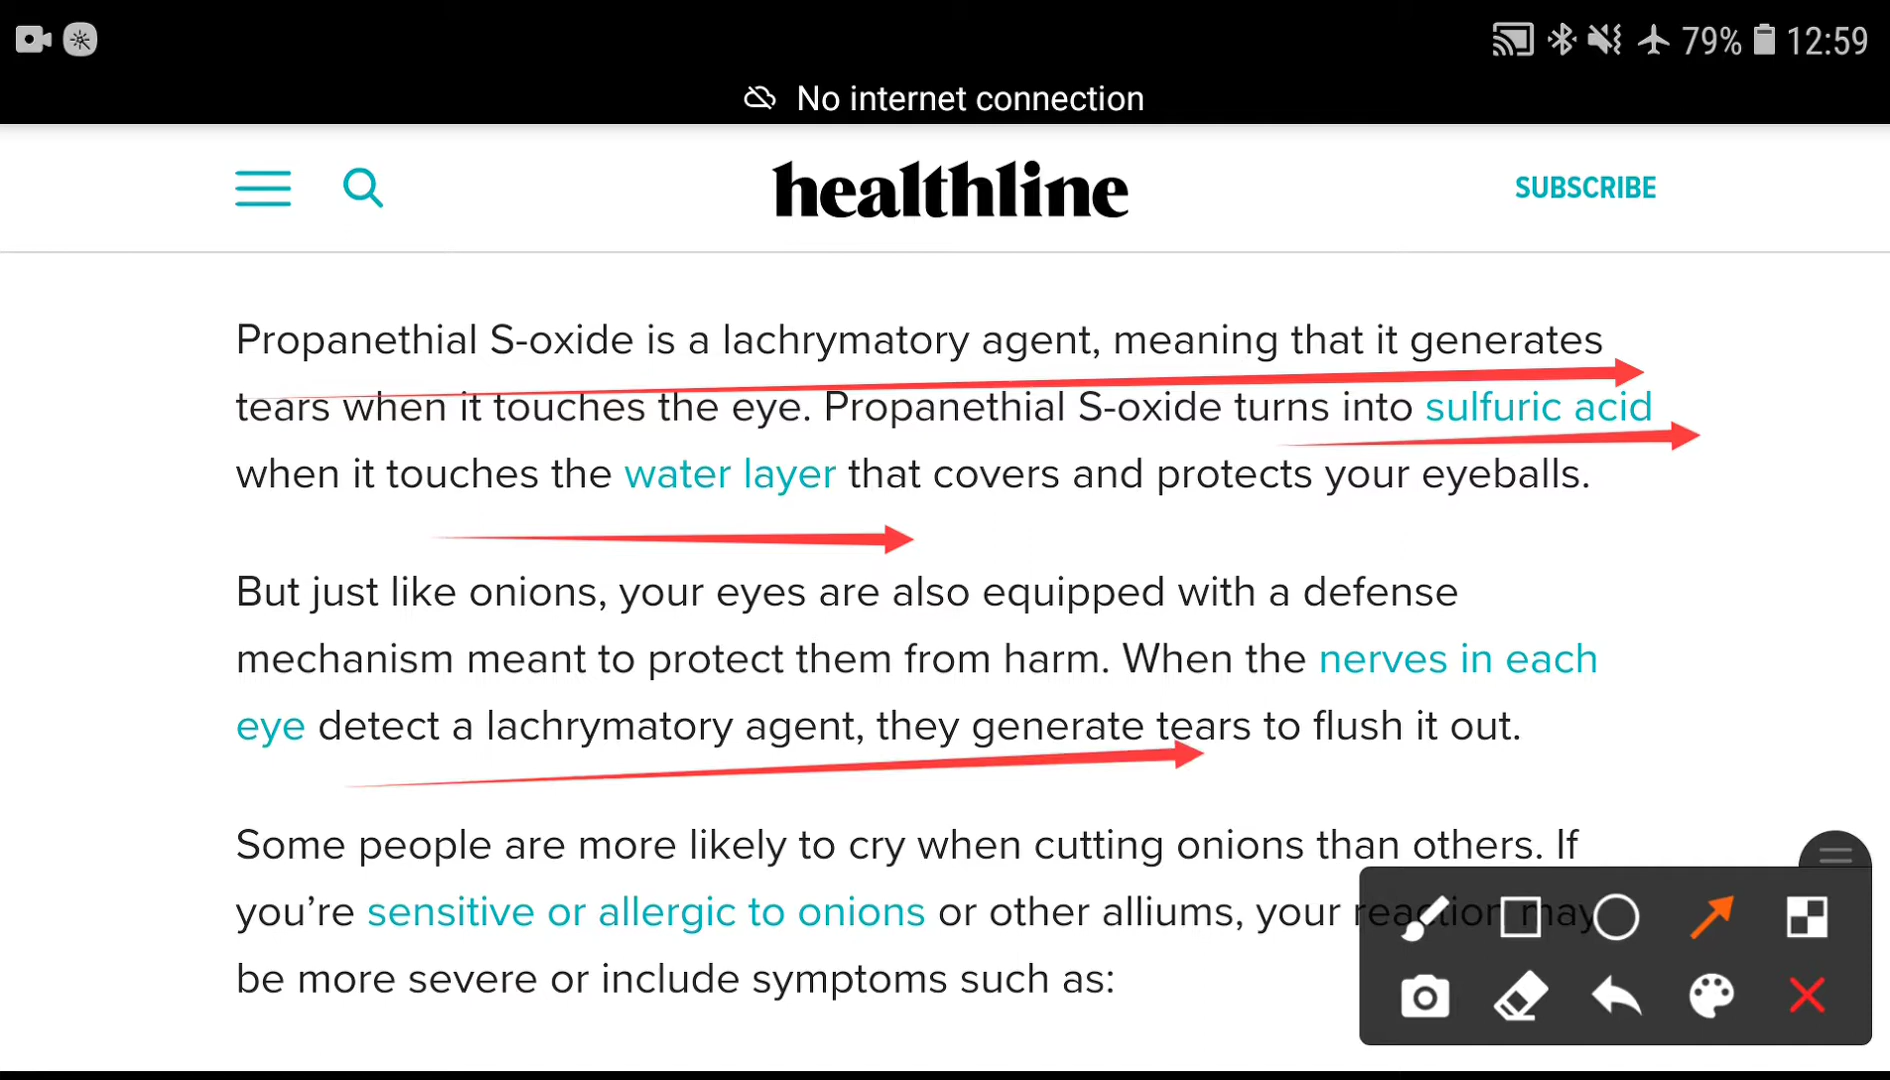 79% 12:59
No internet connection
healthline
SUBSCRIBE
Propanethial S-oxide is a lachrymatory agent, meaning that it generates
tears when it touches the eye. Propanethial S-oxide turns into sulfuric acid
when it touches the water layer that covers and protects your eyeballs.
But just like onions, your eyes are also equipped with a defense
mechanism meant to protect them from harm. When the nerves in each
eye detect a lachrymatory agent, they generate tears to flush it out.
Some people are more likely to cry when cutting onions than others. If
you’re sensitive or allergic to onions or other alliums, your reaction may
be more severe or include symptoms such as: